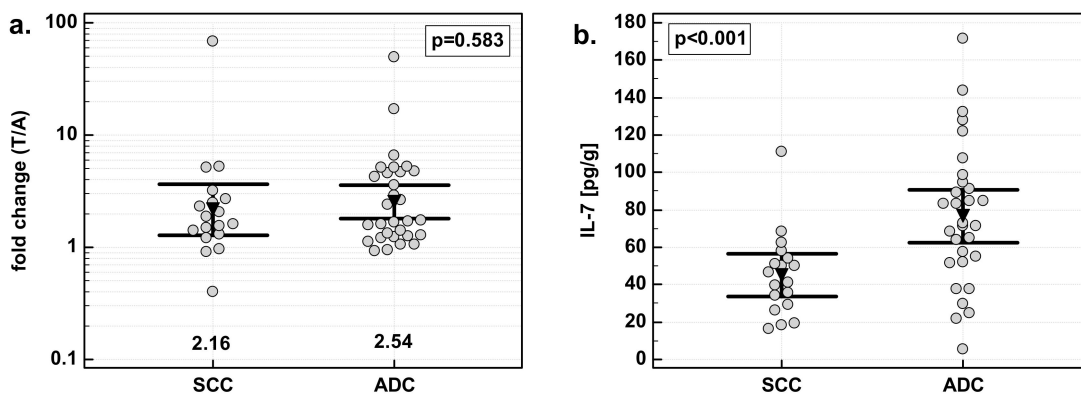 a.
p=0.583
fold change (T/A)
100
10
1
0.1
2.16
2.54
SCC
ADC
b.
p<0.001
IL-7 [pg/g]
180
160
140
120
100
80
60
40
20
0
SCC
ADC